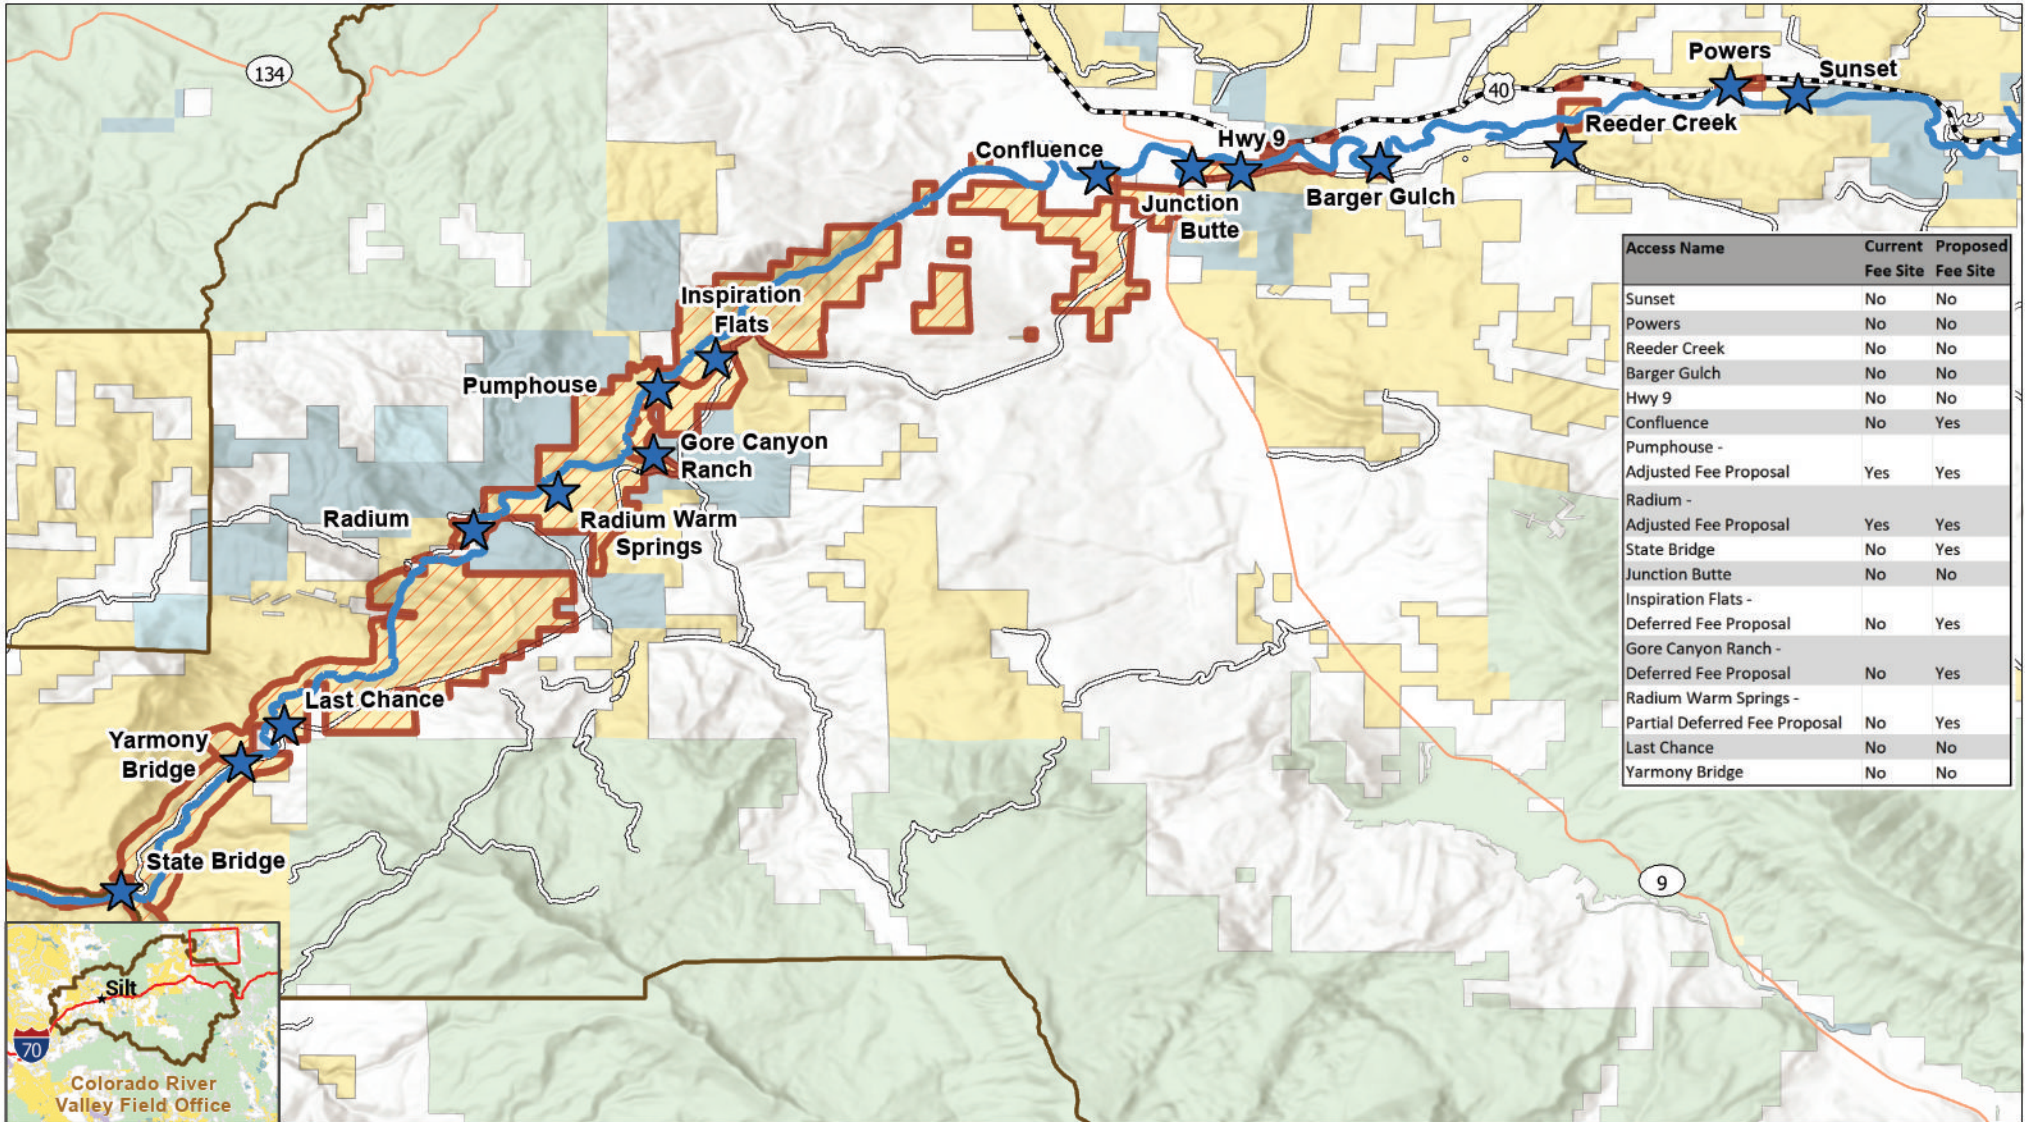 134
Powers
Sunset
40
Reeder Creek
Hwy 9
Confluence
Barger Gulch
Junction
Butte
Inspiration
Flats
Pumphouse
Gore Canyon
Ranch
Radium
Radium Warm
Springs
Last Chance
Yarmony
Bridge
State Bridge
9
Access Name Current Proposed
Fee Site Fee Site
Sunset No No
Powers No No
Reeder Creek No No
Barger Gulch No No
Hwy 9 No No
Confluence No Yes
Pumphouse -
Adjusted Fee Proposal Yes Yes
Radium -
Adjusted Fee Proposal Yes Yes
State Bridge No Yes
Junction Butte No No
Inspiration Flats -
Deferred Fee Proposal No Yes
Gore Canyon Ranch -
Deferred Fee Proposal No Yes
Radium Warm Springs -
Partial Deferred Fee Proposal No Yes
Last Chance No No
Yarmony Bridge No No
Silt
70
Colorado River
Valley Field Office